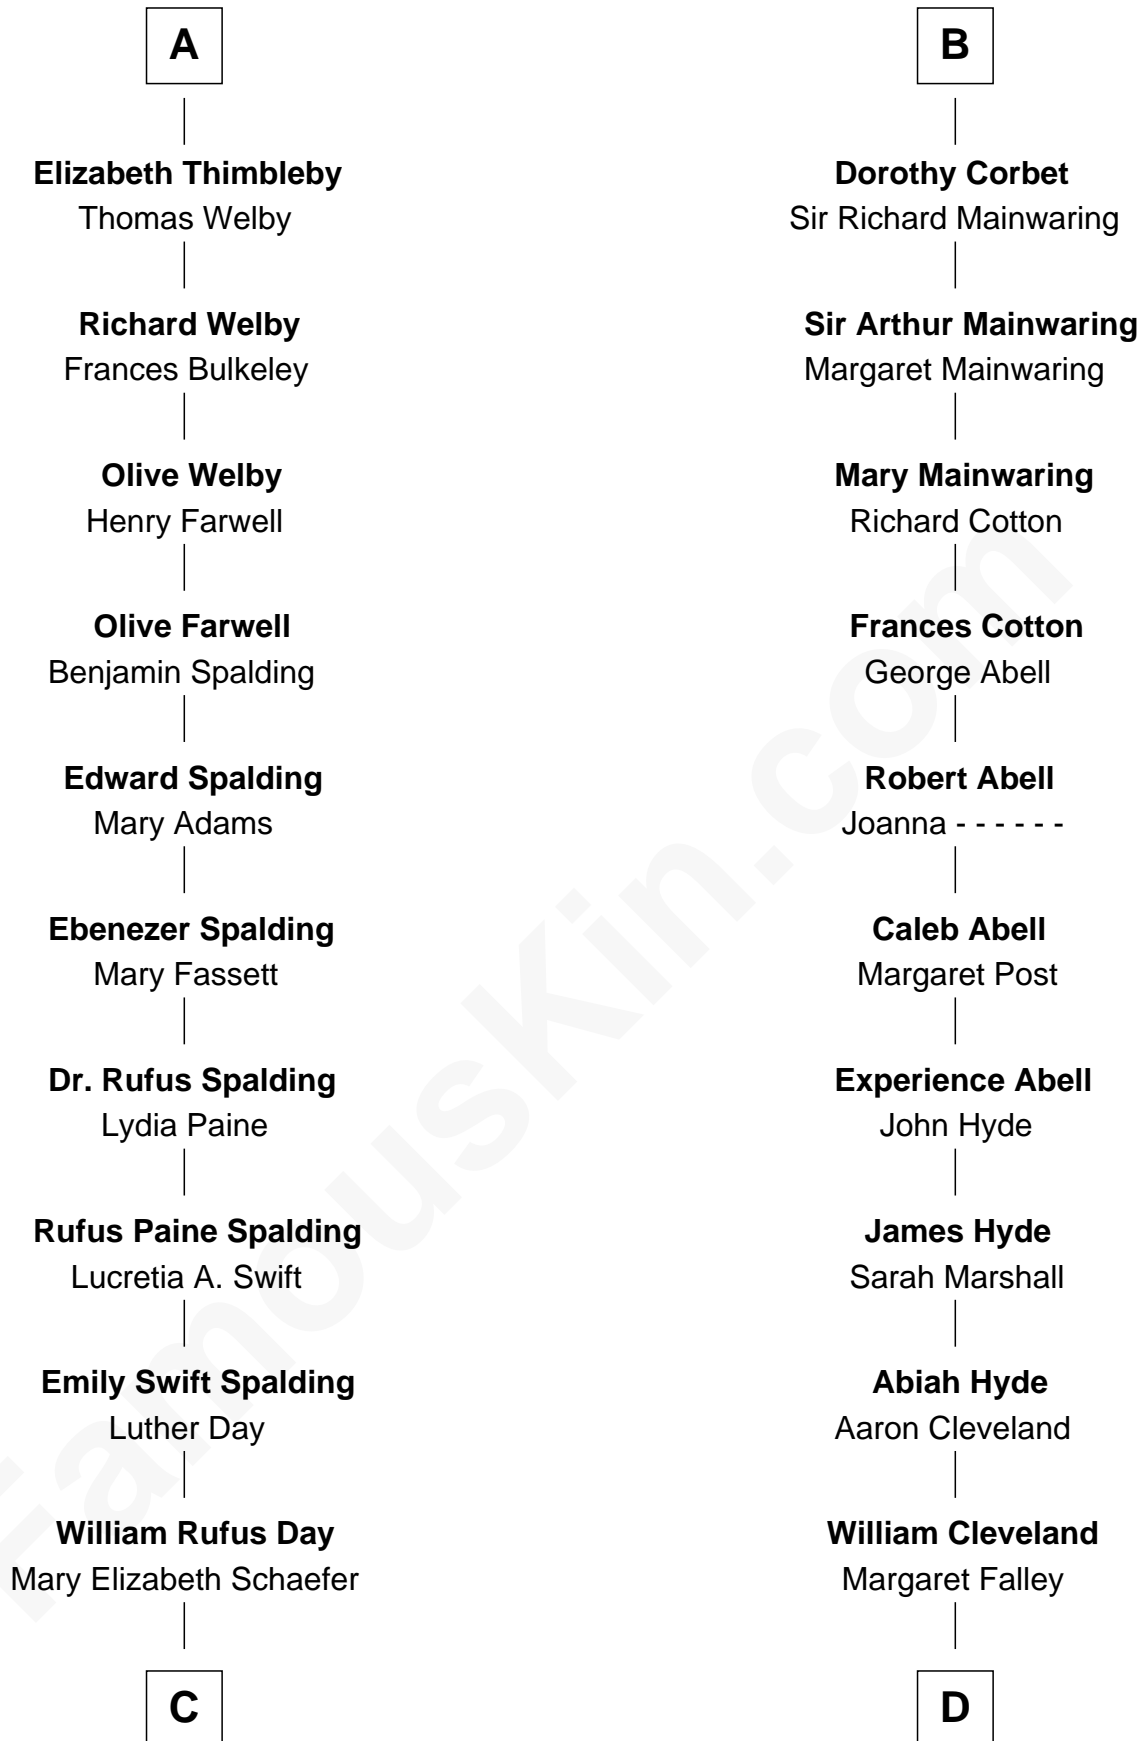 A
Elizabeth Thimbleby
Thomas Welby
Richard Welby
Frances Bulkeley
Olive Welby
Henry Farwell
Olive Farwell
Benjamin Spalding
Edward Spalding
Mary Adams
Ebenezer Spalding
Mary Fassett
Dr. Rufus Spalding
Lydia Paine
Rufus Paine Spalding
Lucretia A. Swift
Emily Swift Spalding
Luther Day
William Rufus Day
Mary Elizabeth Schaefer
C
B
Dorothy Corbet
Sir Richard Mainwaring
Sir Arthur Mainwaring
Margaret Mainwaring
Mary Mainwaring
Richard Cotton
Frances Cotton
George Abell
Robert Abell
Joanna - - - - - -
Caleb Abell
Margaret Post
Experience Abell
John Hyde
James Hyde
Sarah Marshall
Abiah Hyde
Aaron Cleveland
William Cleveland
Margaret Falley
D
FamousKin.com